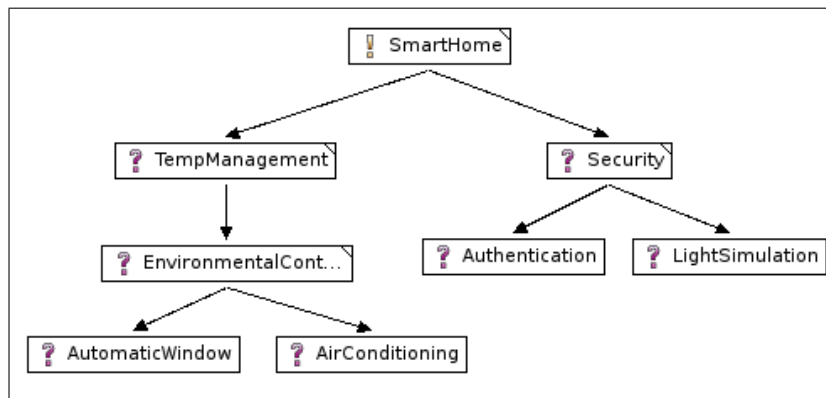 ! SmartHome
? TempManagement
? Security
? EnvironmentalCont...
? Authentication
? LightSimulation
? AutomaticWindow
? AirConditioning